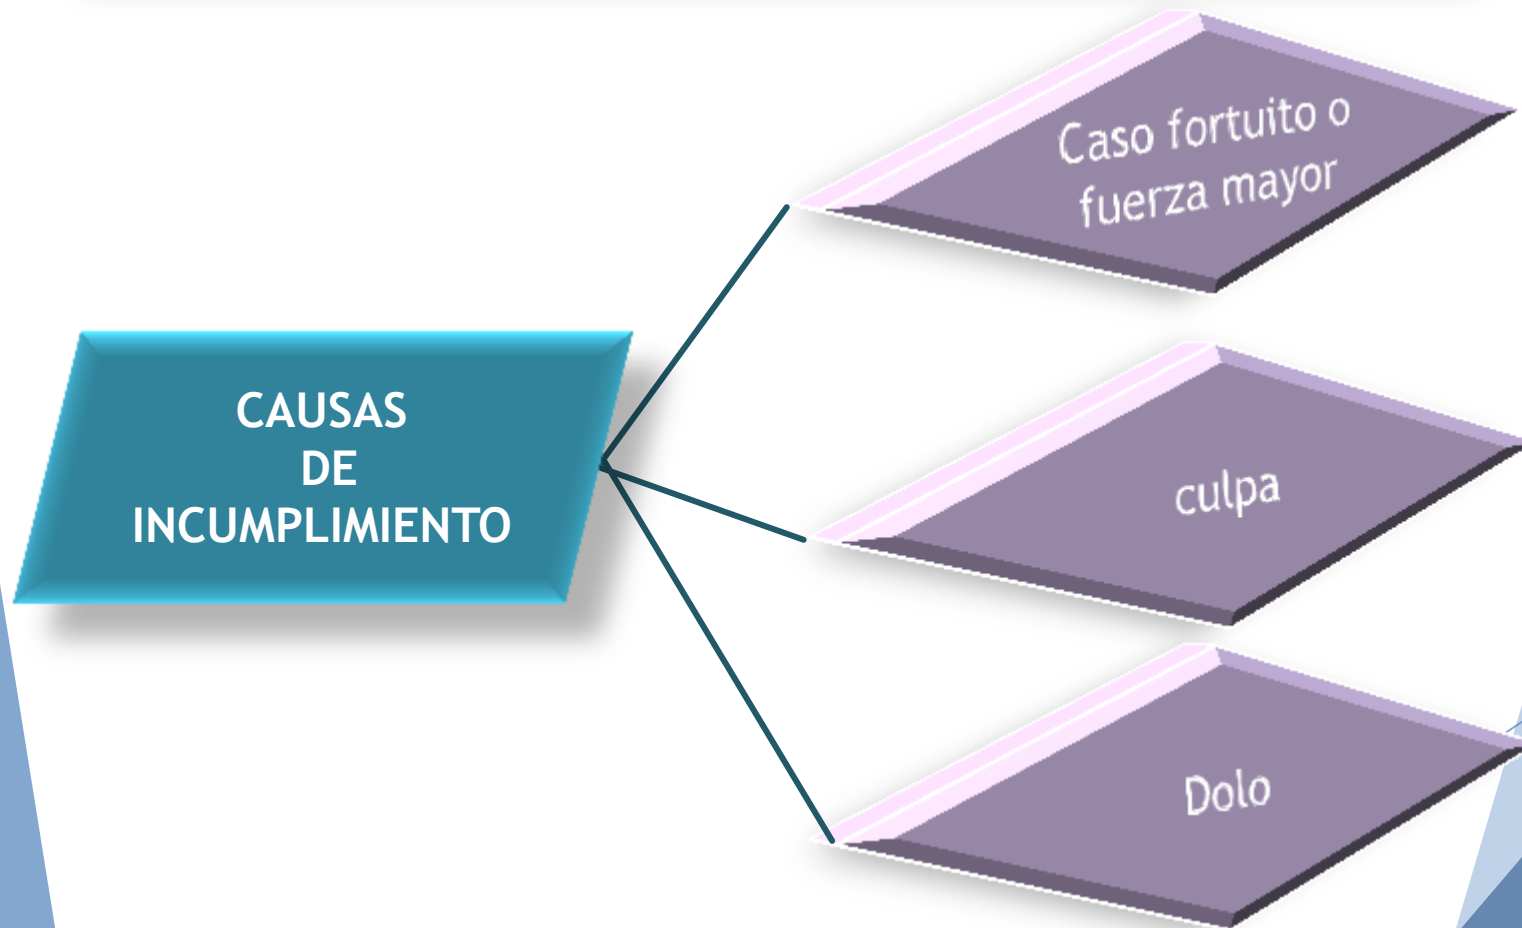 CAUSAS
DE
INCUMPLIMIENTO
Caso fortuito o
fuerza mayor
culpa
Dolo